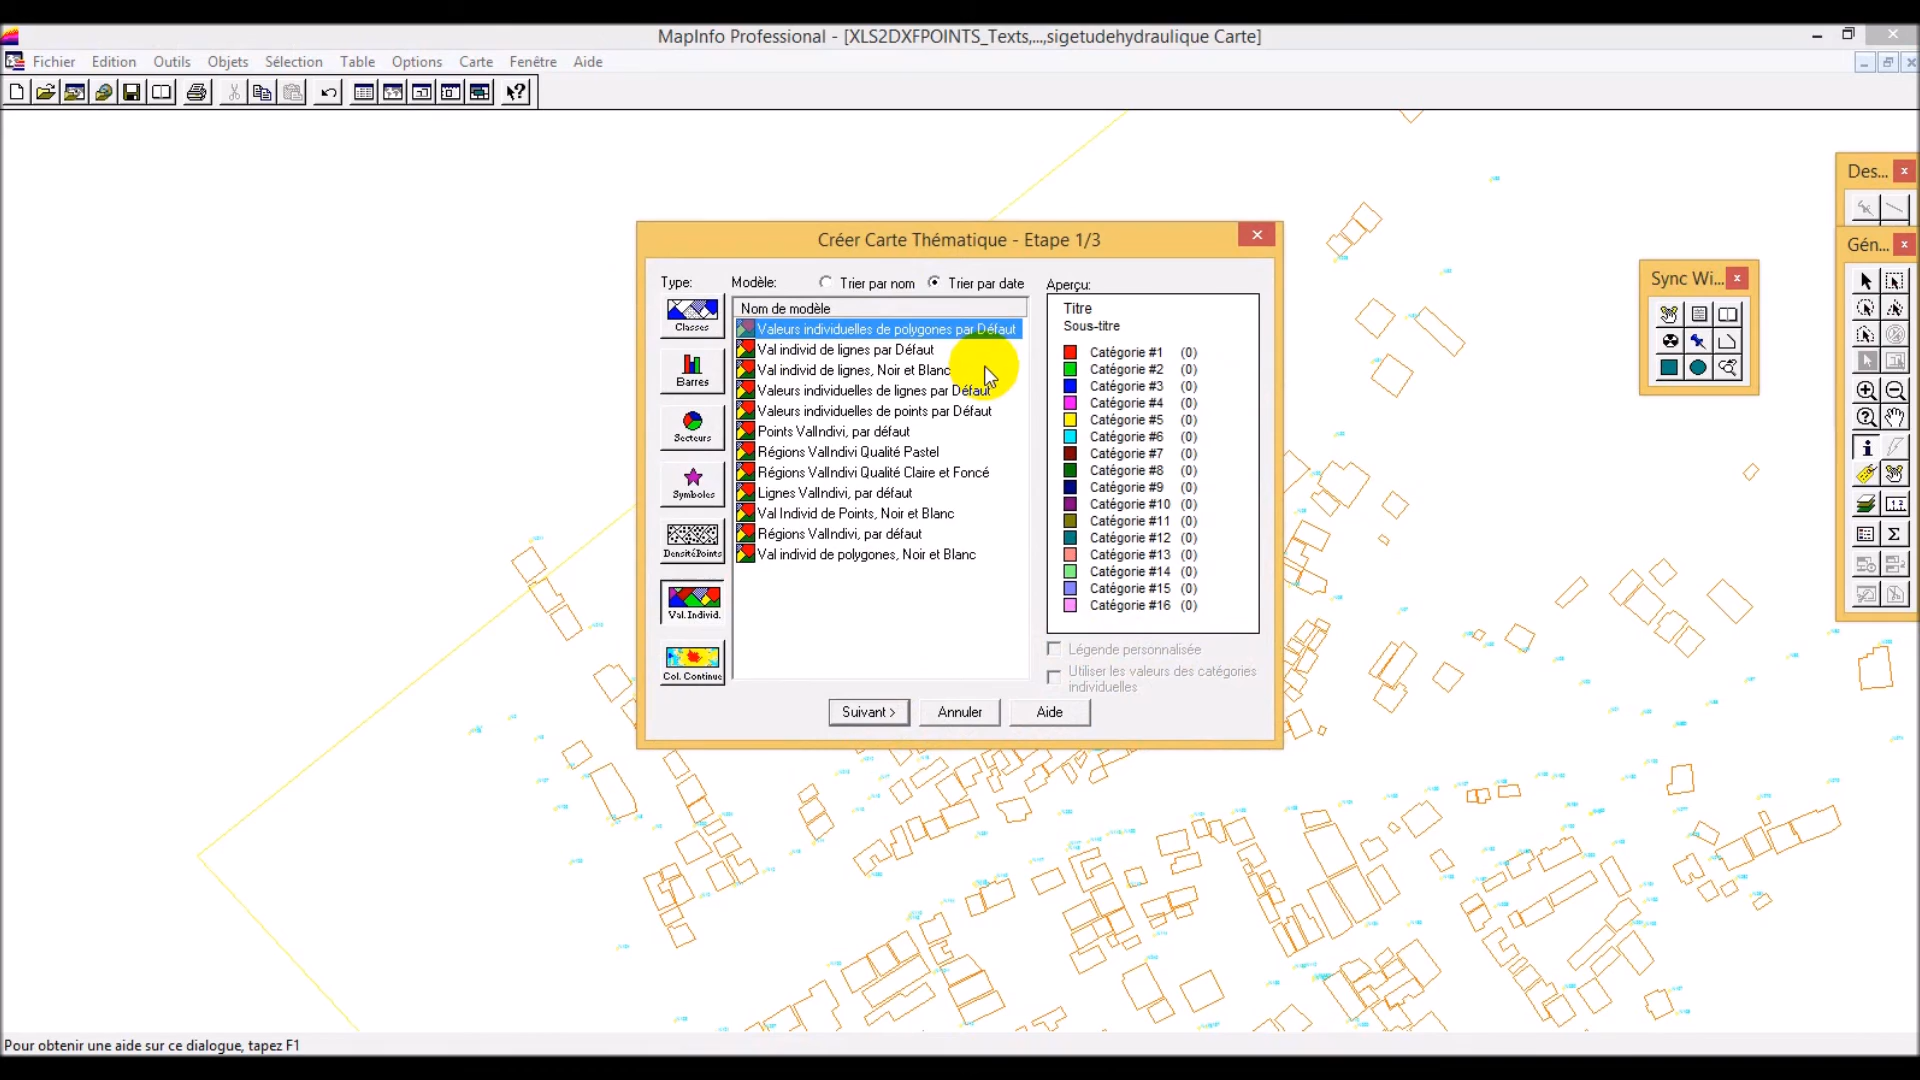 MapInfo Professional - [XLS2DXFPOINTS_Texts,...,sigetudehydraulique Carte]
Fichier Edition Outils Objets Sélection Table Options Carte Fenêtre Aide
Des...
Gén...
Sync Wi...
Créer Carte Thématique - Etape 1/3
Type:
Classes
Barres
Secteurs
Symboles
DensitéPoints
Val.Individ.
Col. Continue
Modèle: Trier par nom Trier par date
Nom de modèle
Valeurs individuelles de polygones par Défaut
Val individ de lignes par Défaut
Val individ de lignes, Noir et Blanc
Valeurs individuelles de lignes par Défaut
Valeurs individuelles de points par Défaut
Points ValIndivi, par défaut
Régions ValIndivi Qualité Pastel
Régions ValIndivi Qualité Claire et Foncé
Lignes ValIndivi, par défaut
Val Individ de Points, Noir et Blanc
Régions ValIndivi, par défaut
Val individ de polygones, Noir et Blanc
Aperçu:
Titre
Sous-titre
Catégorie #1 (0)
Catégorie #2 (0)
Catégorie #3 (0)
Catégorie #4 (0)
Catégorie #5 (0)
Catégorie #6 (0)
Catégorie #7 (0)
Catégorie #8 (0)
Catégorie #9 (0)
Catégorie #10 (0)
Catégorie #11 (0)
Catégorie #12 (0)
Catégorie #13 (0)
Catégorie #14 (0)
Catégorie #15 (0)
Catégorie #16 (0)
Légende personnalisée
Utiliser les valeurs des catégories
individuelles
Suivant > Annuler Aide
Pour obtenir une aide sur ce dialogue, tapez F1